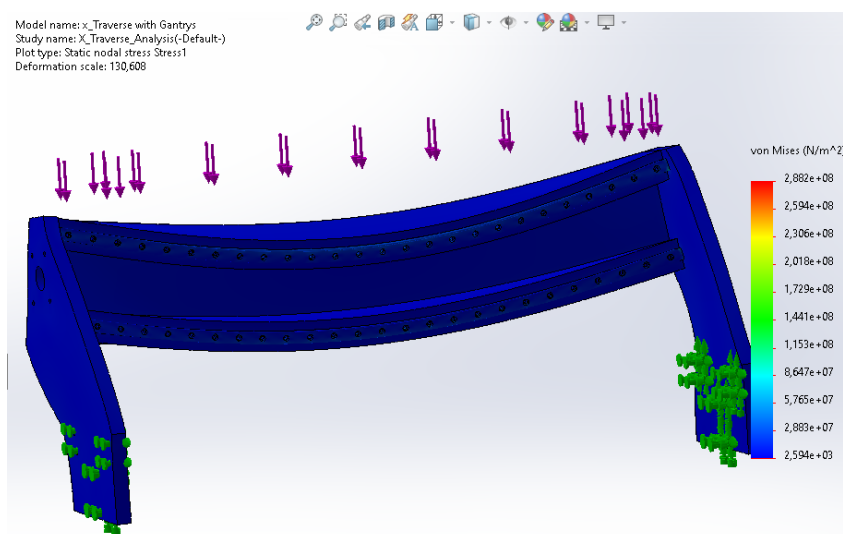 Model name: x_Traverse with Gantrys
Study name: X_Traverse_Analysis(-Default-)
Plot type: Static nodal stress Stress1
Deformation scale: 130,608
von Mises (N/m^2)
2,882e+08
2,594e+08
2,306e+08
2,018e+08
1,729e+08
1,441e+08
1,153e+08
8,647e+07
5,765e+07
2,883e+07
2,594e+03